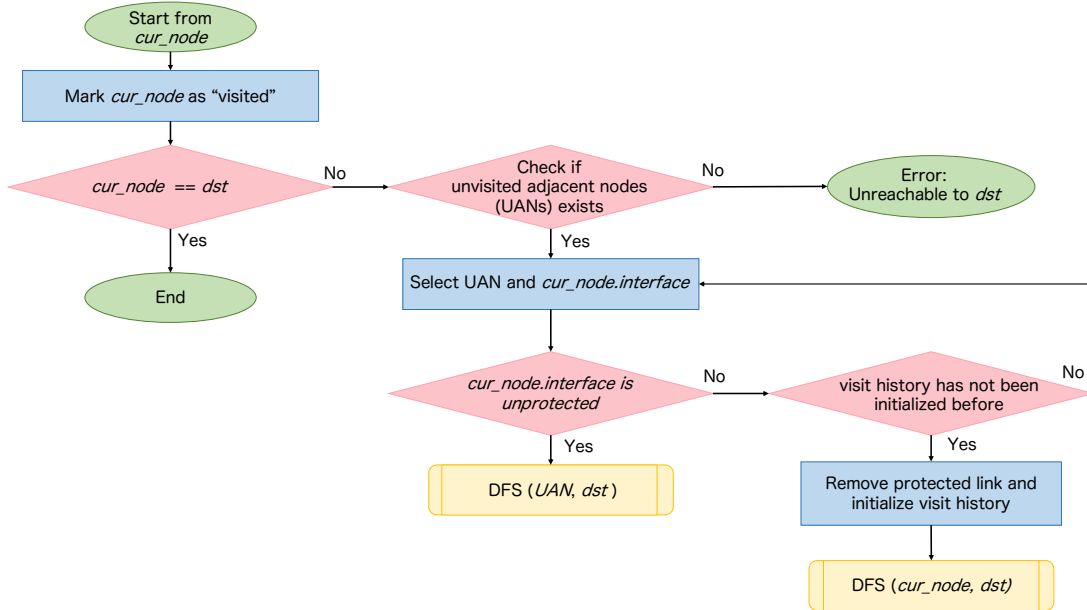 Start from
cur_node
Mark cur_node as “visited”
cur_node == dst
No
Check if
unvisited adjacent nodes
(UANs) exists
No
Error:
Unreachable to dst
Yes
Yes
End
Select UAN and cur_node.interface
cur_node.interface is
unprotected
No
visit history has not been
initialized before
No
Yes
Yes
DFS (UAN, dst )
Remove protected link and
initialize visit history
DFS (cur_node, dst)